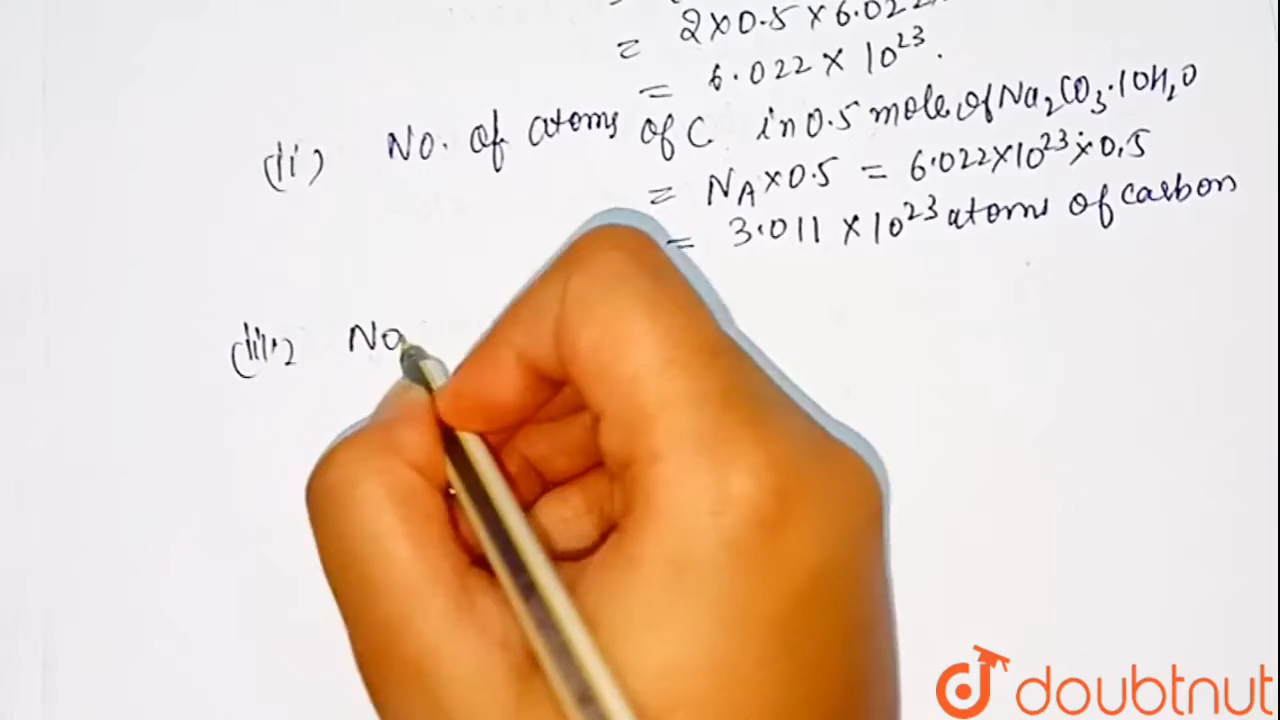 = 2×0.5×6.022
= 6.022 × 10²³.
(ii) No. of atoms of C in 0.5 mole of Na₂CO₃·10H₂O
= N_A×0.5 = 6.022×10²³×0.5
= 3.011 × 10²³ atoms of carbon
(iii) No
doubtnut